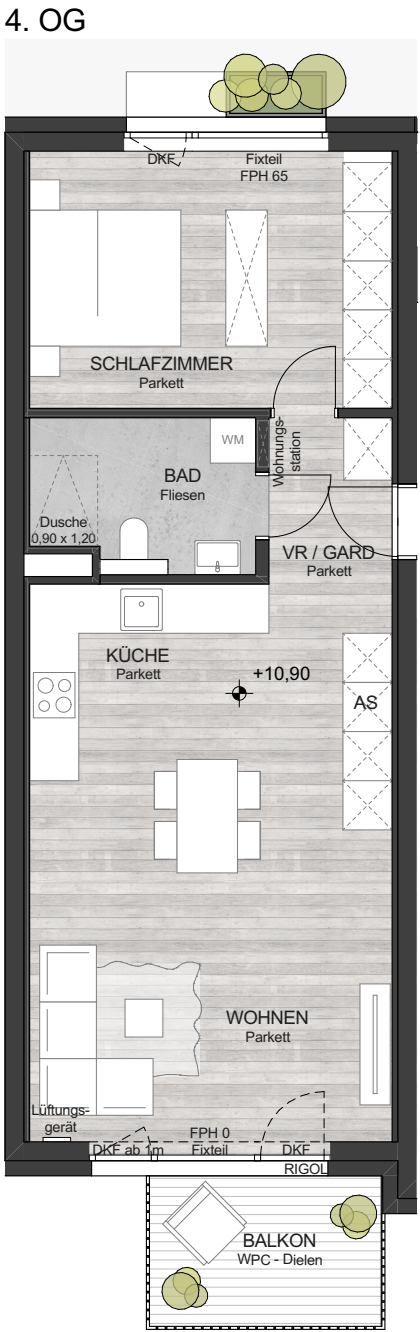 4. OG
DKF
Fixteil
FPH 65
SCHLAFZIMMER
Parkett
WM
Wohnungs-
station
BAD
Fliesen
Dusche
0,90 x 1,20
VR / GARD
Parkett
KÜCHE
Parkett
+10,90
AS
WOHNEN
Parkett
Lüftungs-
gerät
FPH 0
DKF ab 1m
Fixteil
DKF
RIGOL
BALKON
WPC - Dielen